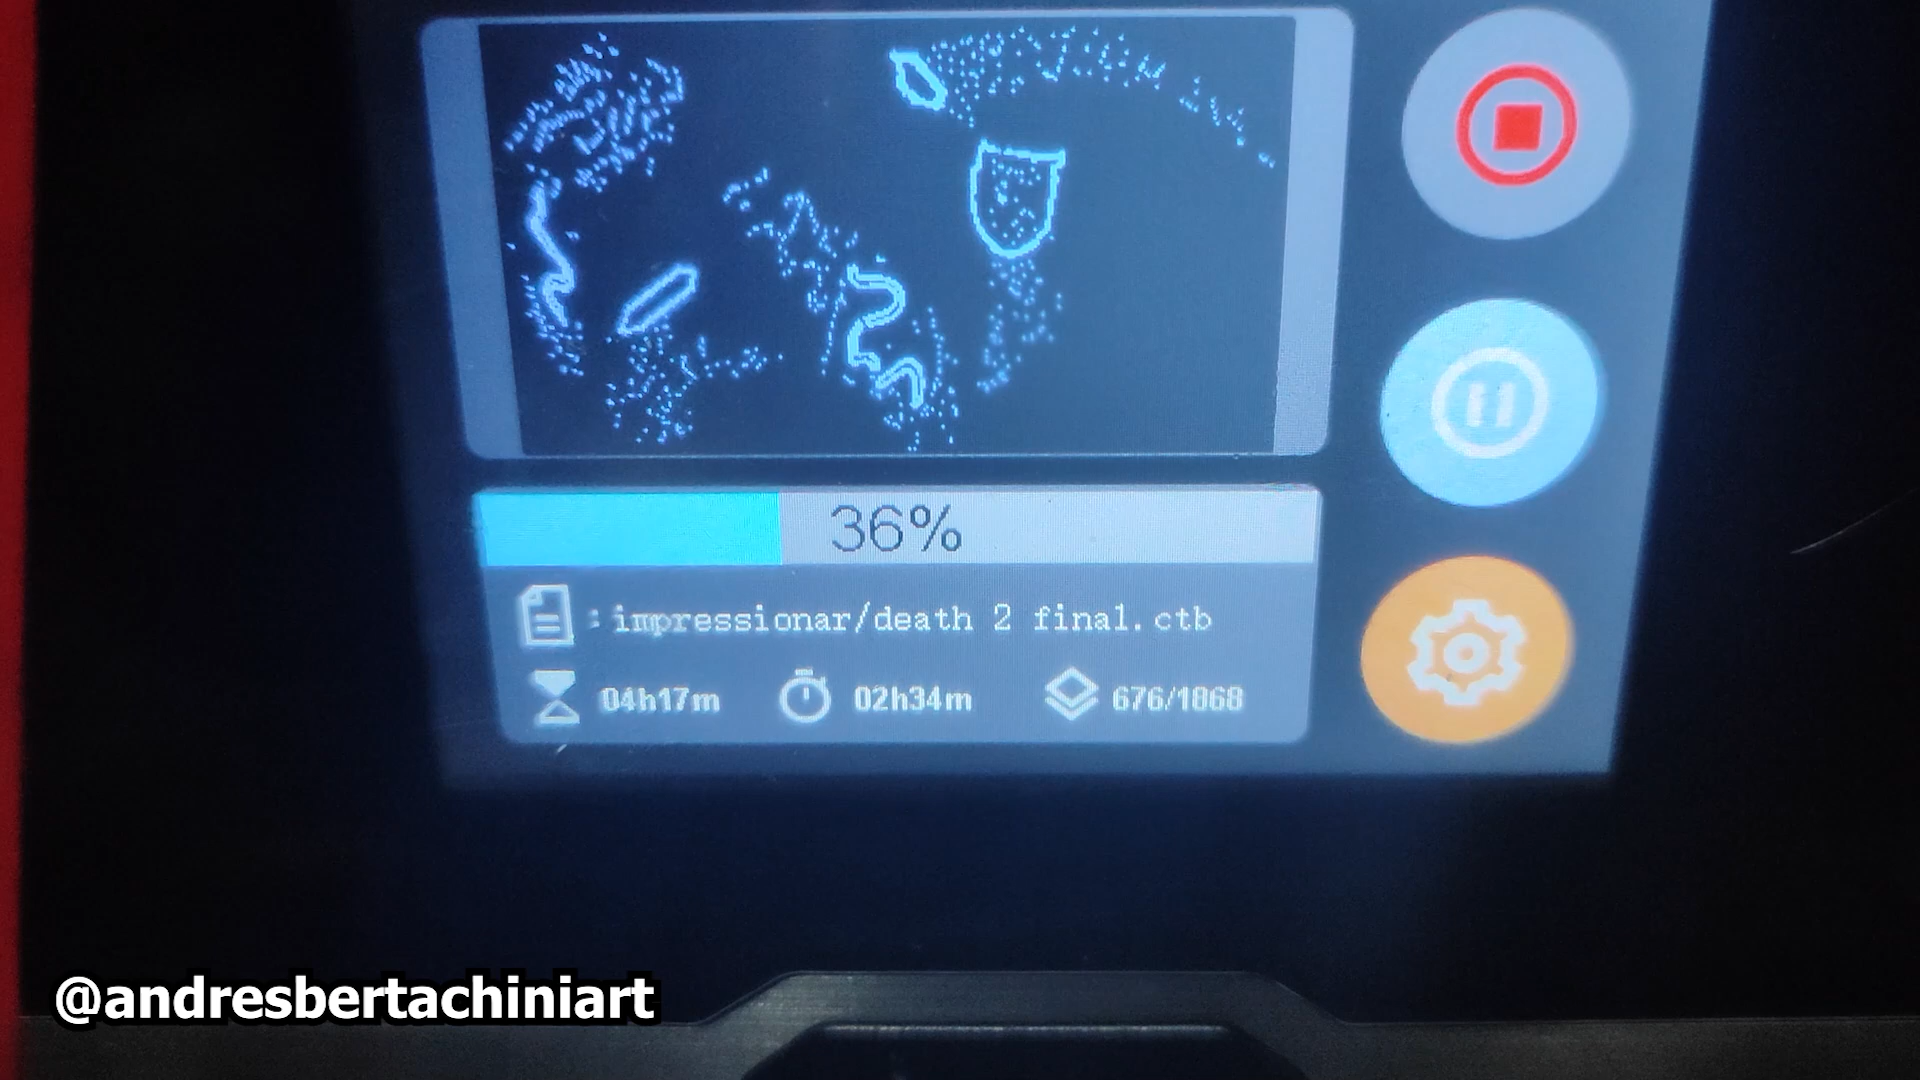 36%
:impressionar/death 2 final.ctb
04h17m 02h34m 676/1868
@andresbertachiniart